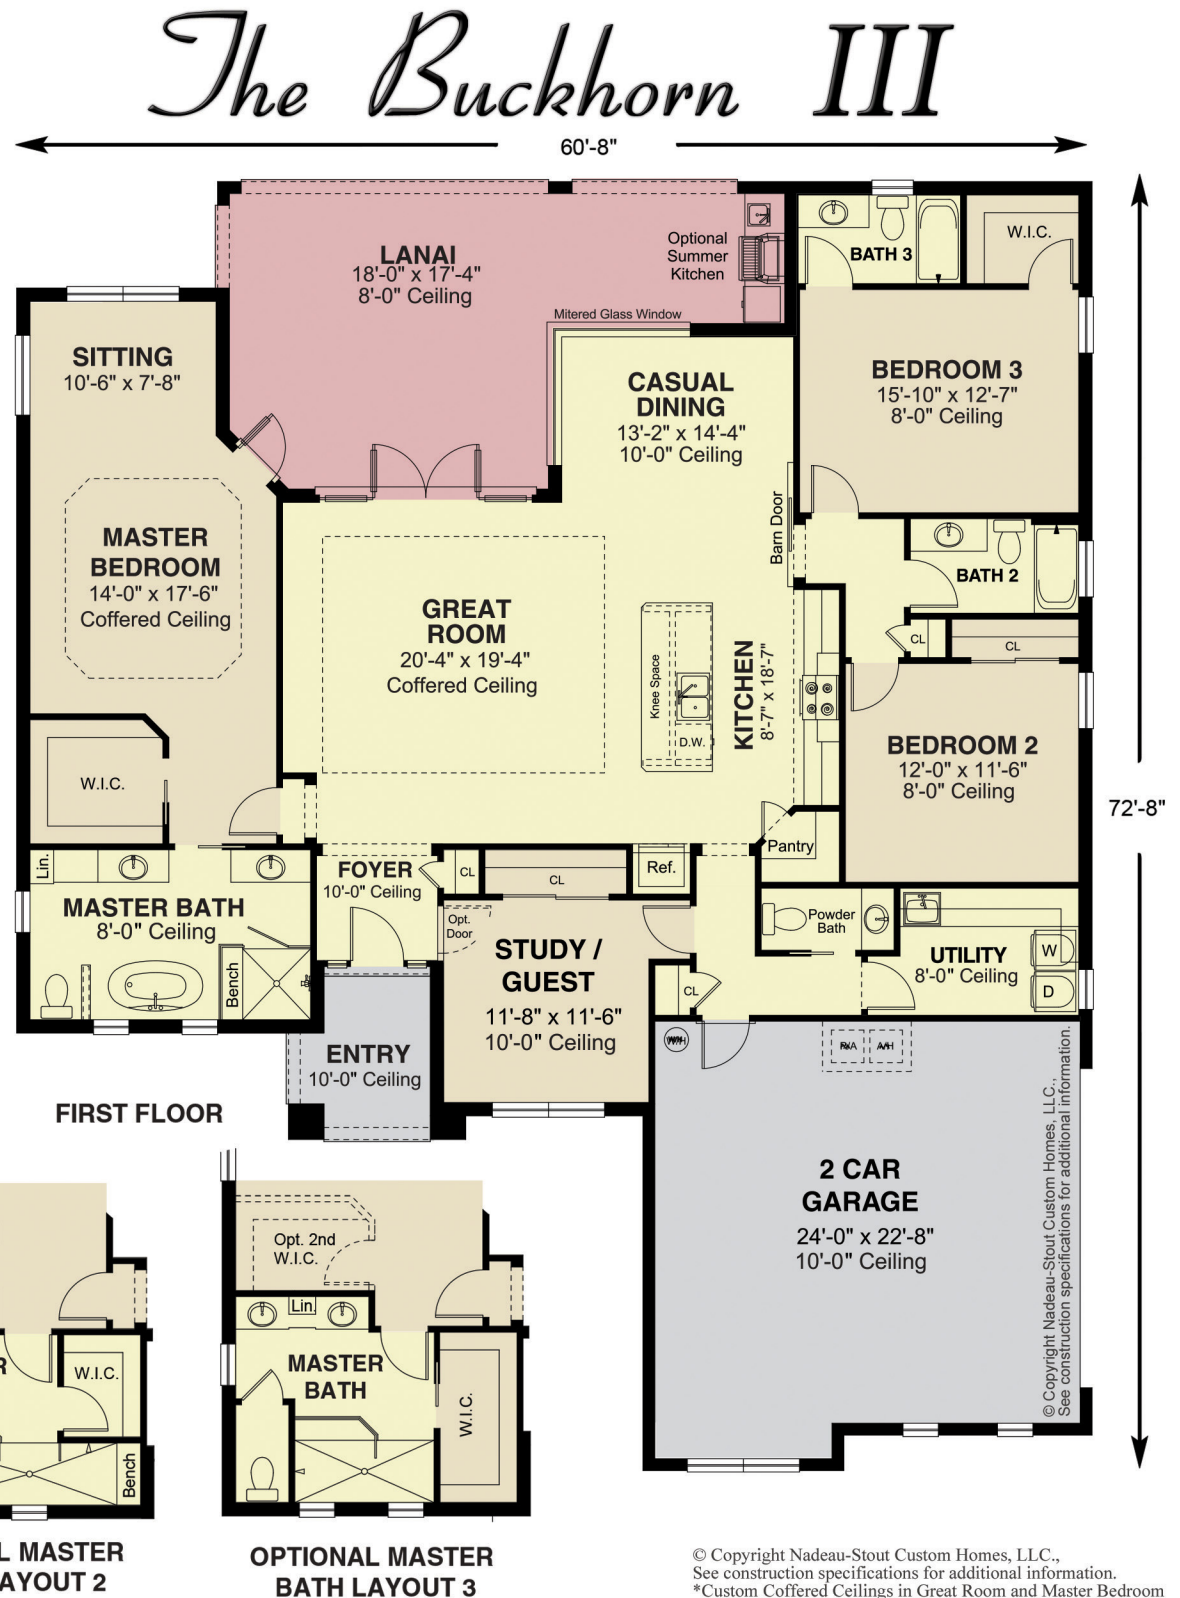 The Buckhorn III
60'-8"
LANAI
18'-0" x 17'-4"
8'-0" Ceiling
Optional
Summer
Kitchen
Mitered Glass Window
BATH 3
W.I.C.
SITTING
10'-6" x 7'-8"
CASUAL
DINING
13'-2" x 14'-4"
10'-0" Ceiling
BEDROOM 3
15'-10" x 12'-7"
8'-0" Ceiling
Barn Door
MASTER
BEDROOM
14'-0" x 17'-6"
Coffered Ceiling
GREAT
ROOM
20'-4" x 19'-4"
Coffered Ceiling
BATH 2
CL
CL
Knee Space
D.W.
KITCHEN
8'-7" x 18'-7"
BEDROOM 2
12'-0" x 11'-6"
8'-0" Ceiling
72'-8"
W.I.C.
Lin.
MASTER BATH
8'-0" Ceiling
Bench
FOYER
10'-0" Ceiling
CL
CL
Ref.
Pantry
Opt.
Door
STUDY /
GUEST
11'-8" x 11'-6"
10'-0" Ceiling
Powder
Bath
UTILITY
8'-0" Ceiling
W
D
CL
ENTRY
10'-0" Ceiling
WH
A/H
FIRST FLOOR
2 CAR
GARAGE
24'-0" x 22'-8"
10'-0" Ceiling
© Copyright Nadeau-Stout Custom Homes, LLC.,
See construction specifications for additional information.
R
W.I.C.
Bench
L MASTER
AYOUT 2
Opt. 2nd
W.I.C.
Lin.
MASTER
BATH
W.I.C.
OPTIONAL MASTER
BATH LAYOUT 3
© Copyright Nadeau-Stout Custom Homes, LLC.,
See construction specifications for additional information.
*Custom Coffered Ceilings in Great Room and Master Bedroom